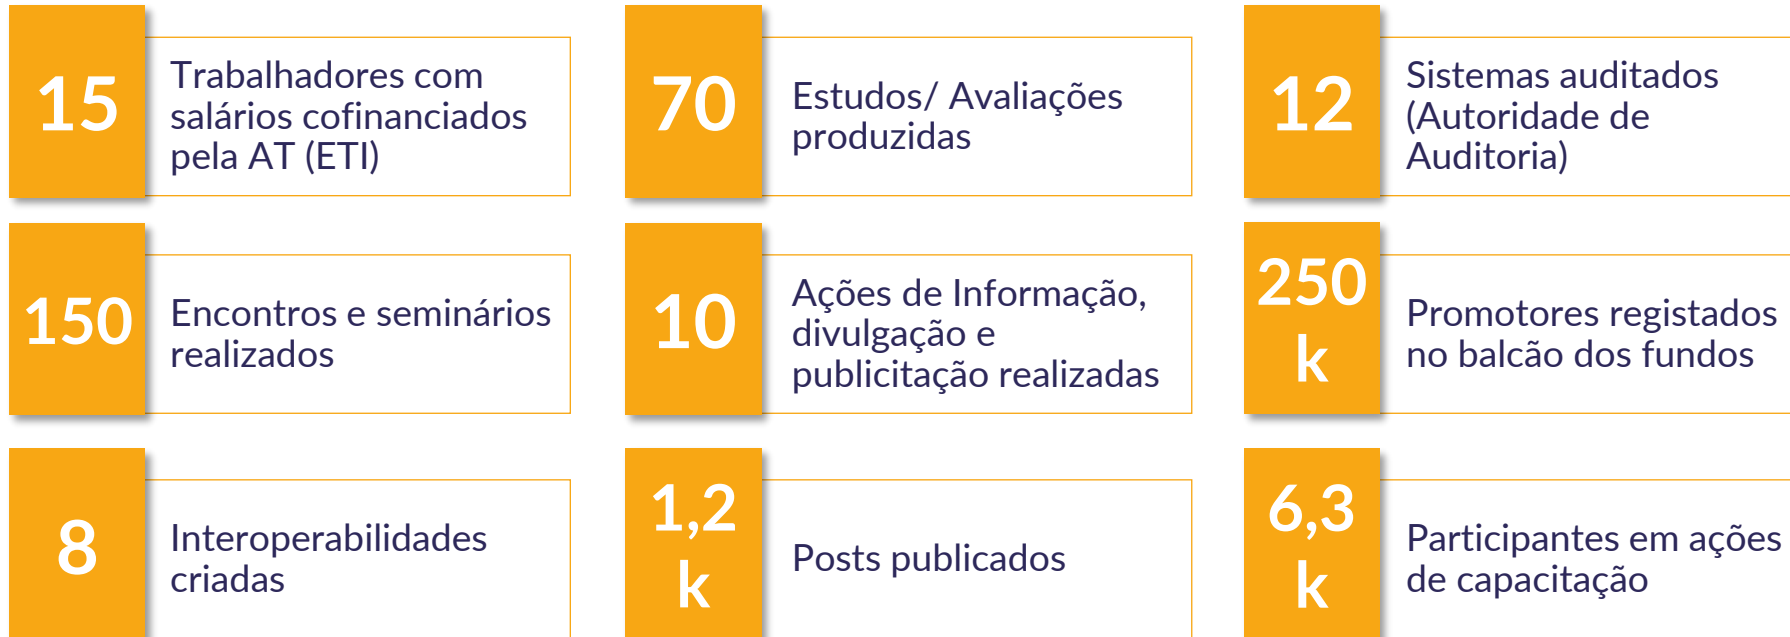 15
Trabalhadores com
salários cofinanciados
pela AT (ETI)
70
Estudos/ Avaliações
produzidas
12
Sistemas auditados
(Autoridade de
Auditoria)
150
Encontros e seminários
realizados
10
Ações de Informação,
divulgação e
publicitação realizadas
250
k
Promotores registados
no balcão dos fundos
8
Interoperabilidades
criadas
1,2
k
Posts publicados
6,3
k
Participantes em ações
de capacitação